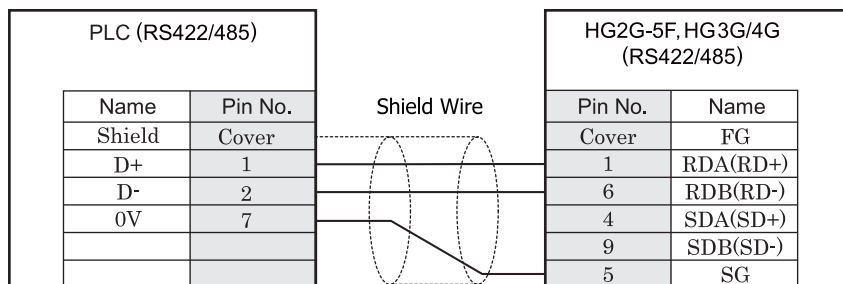 PLC (RS422/485)
HG2G-5F, HG3G/4G
(RS422/485)
Name Pin No. Shield Wire Pin No. Name
Shield Cover Cover FG
D+ 1 1 RDA(RD+)
D- 2 6 RDB(RD-)
0V 7 4 SDA(SD+)
9 SDB(SD-)
5 SG